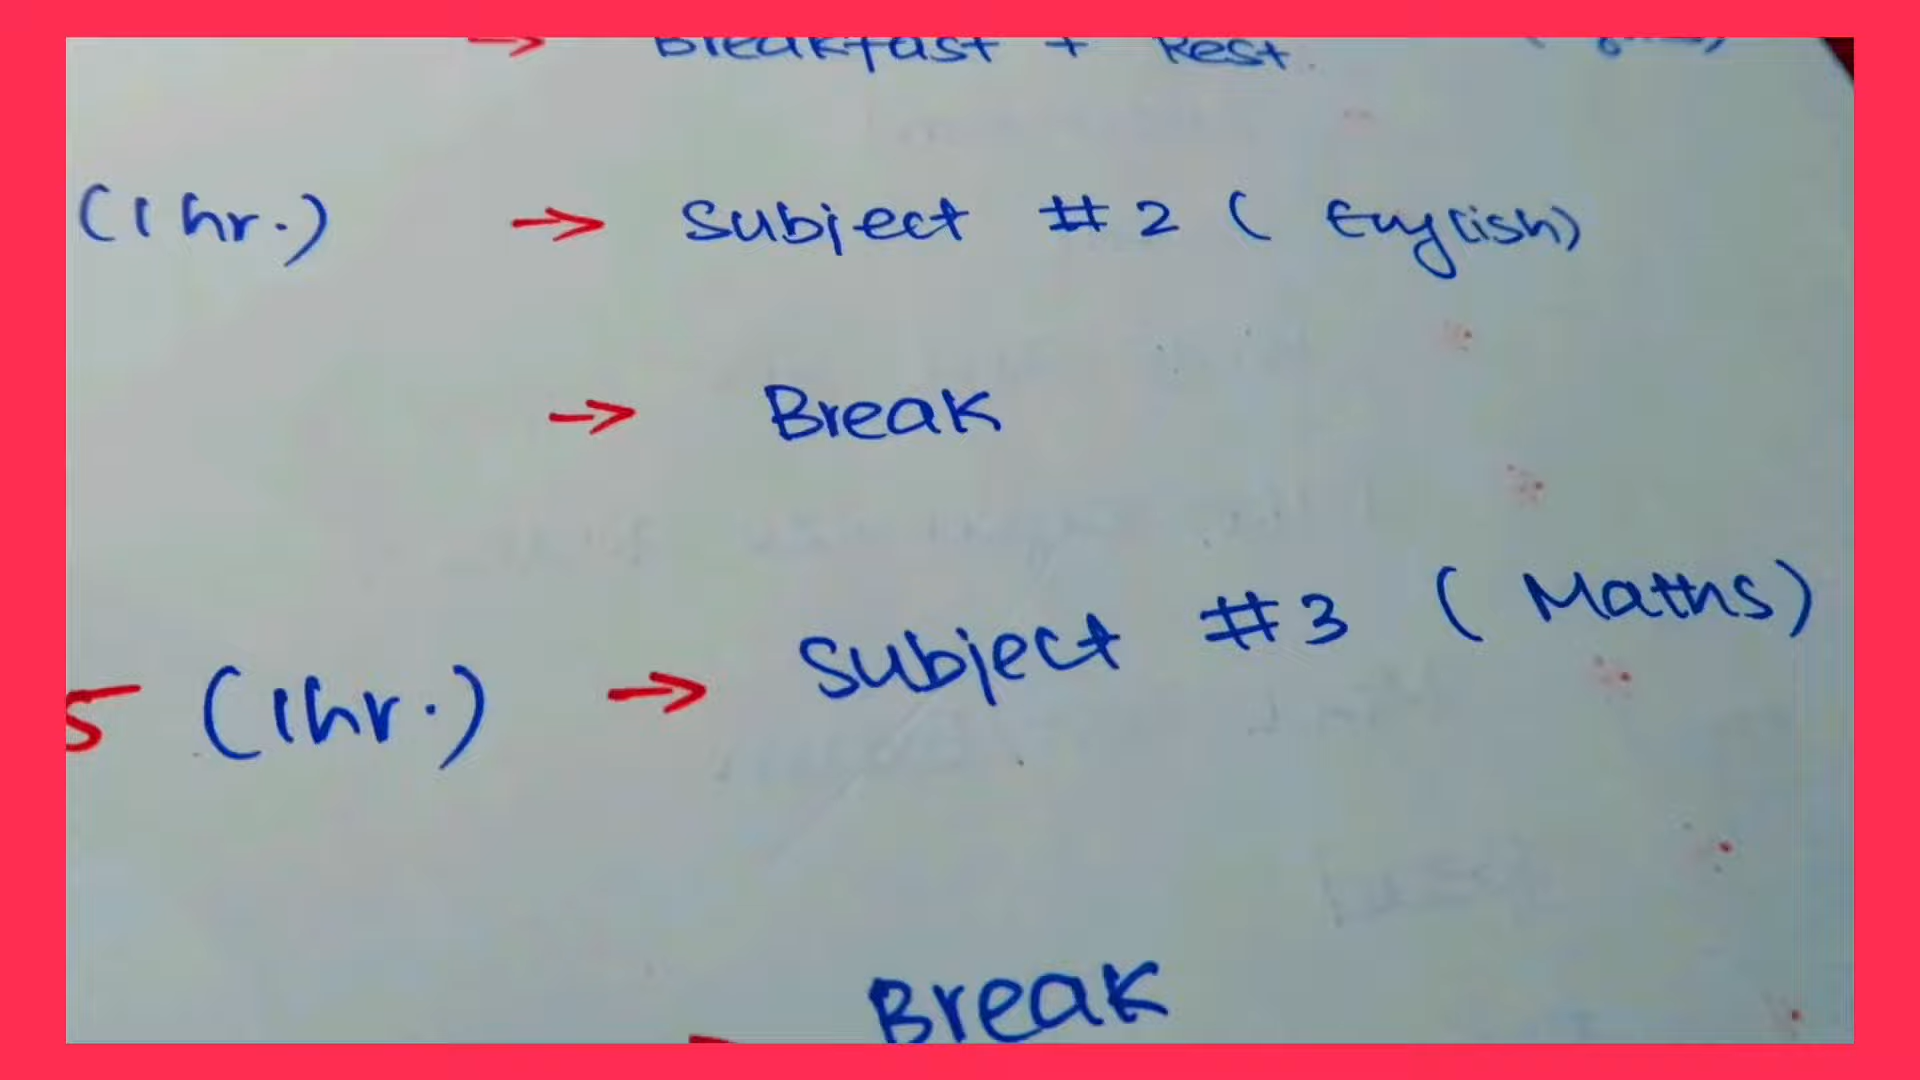 → Breakfast + Rest
(1 hr.) → Subject #2 ( English)
→ Break
5 (1hr.) → Subject #3 ( Maths)
Break